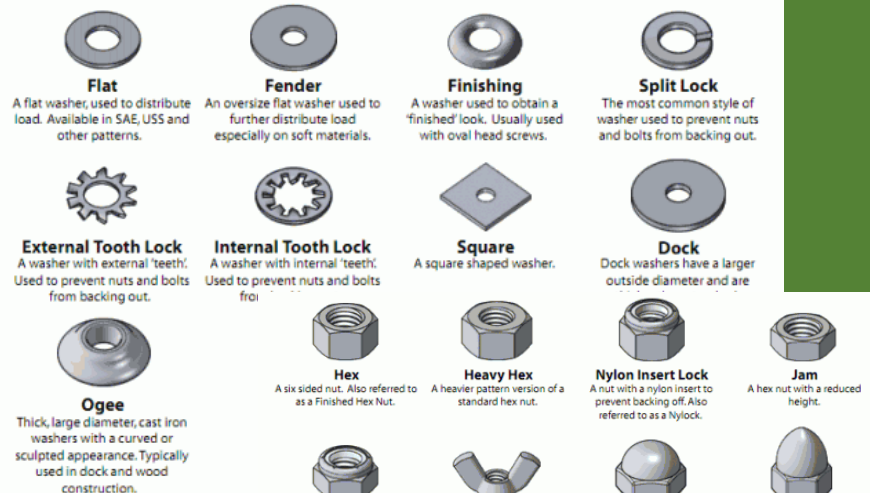 Flat
A flat washer, used to distribute
load. Available in SAE, USS and
other patterns.
Fender
An oversize flat washer used to
further distribute load
especially on soft materials.
Finishing
A washer used to obtain a
'finished' look. Usually used
with oval head screws.
Split Lock
The most common style of
washer used to prevent nuts
and bolts from backing out.
External Tooth Lock
A washer with external 'teeth'.
Used to prevent nuts and bolts
from backing out.
Internal Tooth Lock
A washer with internal 'teeth'.
Used to prevent nuts and bolts
Square
A square shaped washer.
Dock
Dock washers have a larger
outside diameter and are
Ogee
Thick, large diameter, cast iron
washers with a curved or
sculpted appearance. Typically
used in dock and wood
construction.
Hex
A six sided nut. Also referred to
as a Finished Hex Nut.
Heavy Hex
A heavier pattern version of a
standard hex nut.
Nylon Insert Lock
A nut with a nylon insert to
prevent backing off. Also
referred to as a Nylock.
Jam
A hex nut with a reduced
height.